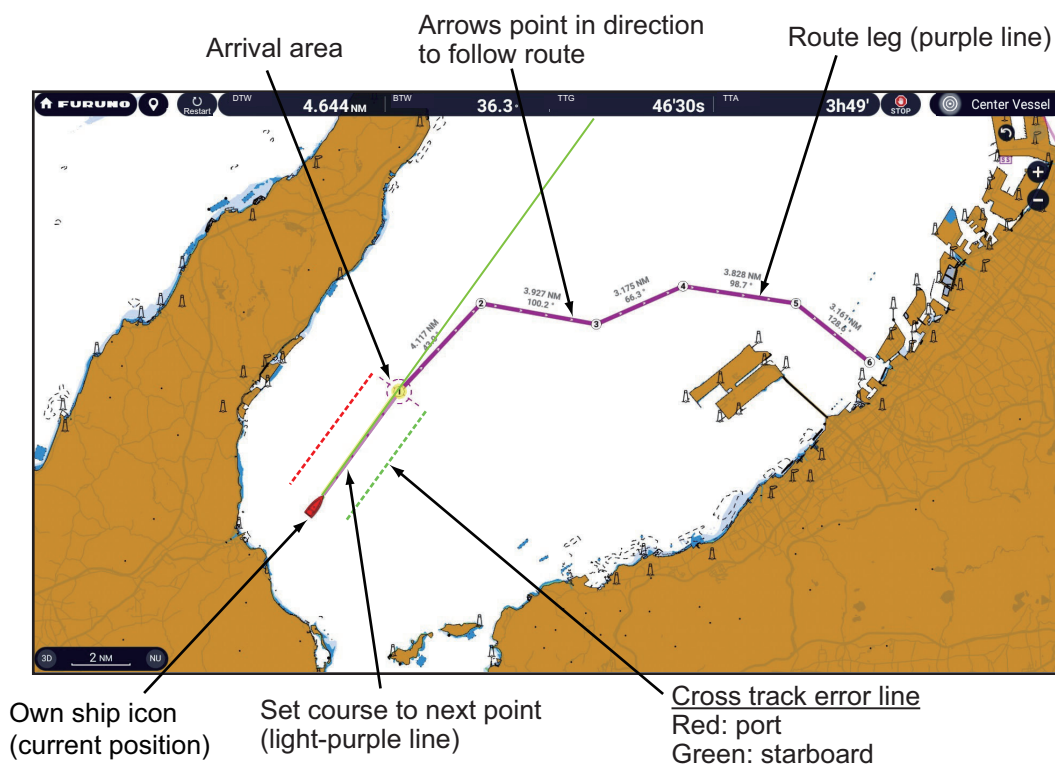 Arrival area
Arrows point in direction
to follow route
Route leg (purple line)
FURUNO
Restart
DTW
4.644 NM
BTW
36.3 °
TTG
46'30s
TTA
3h49'
STOP
Center Vessel
+
−
3.828 NM
98.7 °
3.175 NM
66.3 °
3.927 NM
100.2 °
3.161 NM
128.6 °
4.117 NM
43.0 °
1
2
3
4
5
6
3D
2 NM
NU
Own ship icon
(current position)
Set course to next point
(light-purple line)
Cross track error line
Red: port
Green: starboard